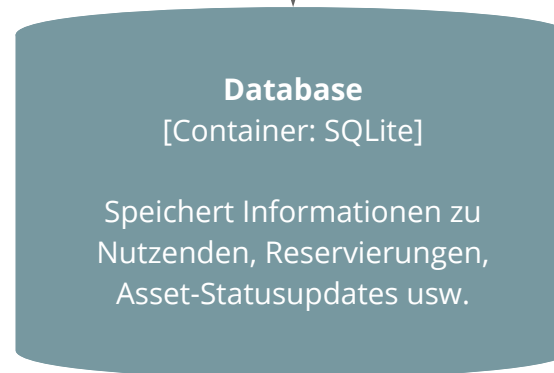 Database
[Container: SQLite]
Speichert Informationen zu
Nutzenden, Reservierungen,
Asset-Statusupdates usw.